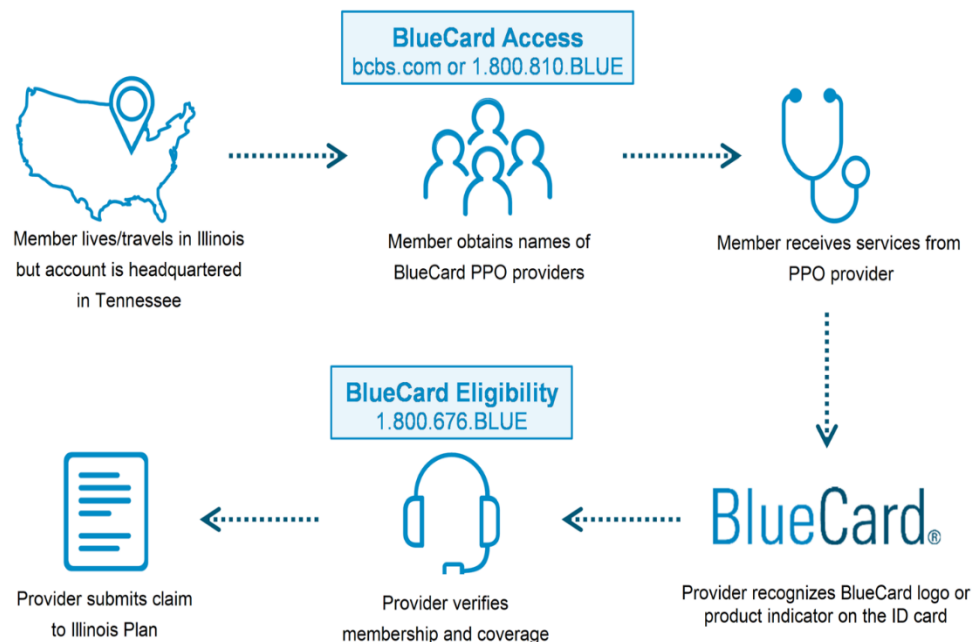 BlueCard Access
bcbs.com or 1.800.810.BLUE
Member lives/travels in Illinois
but account is headquartered
in Tennessee
Member obtains names of
BlueCard PPO providers
Member receives services from
PPO provider
BlueCard®
Provider recognizes BlueCard logo or
product indicator on the ID card
BlueCard Eligibility
1.800.676.BLUE
Provider verifies
membership and coverage
Provider submits claim
to Illinois Plan